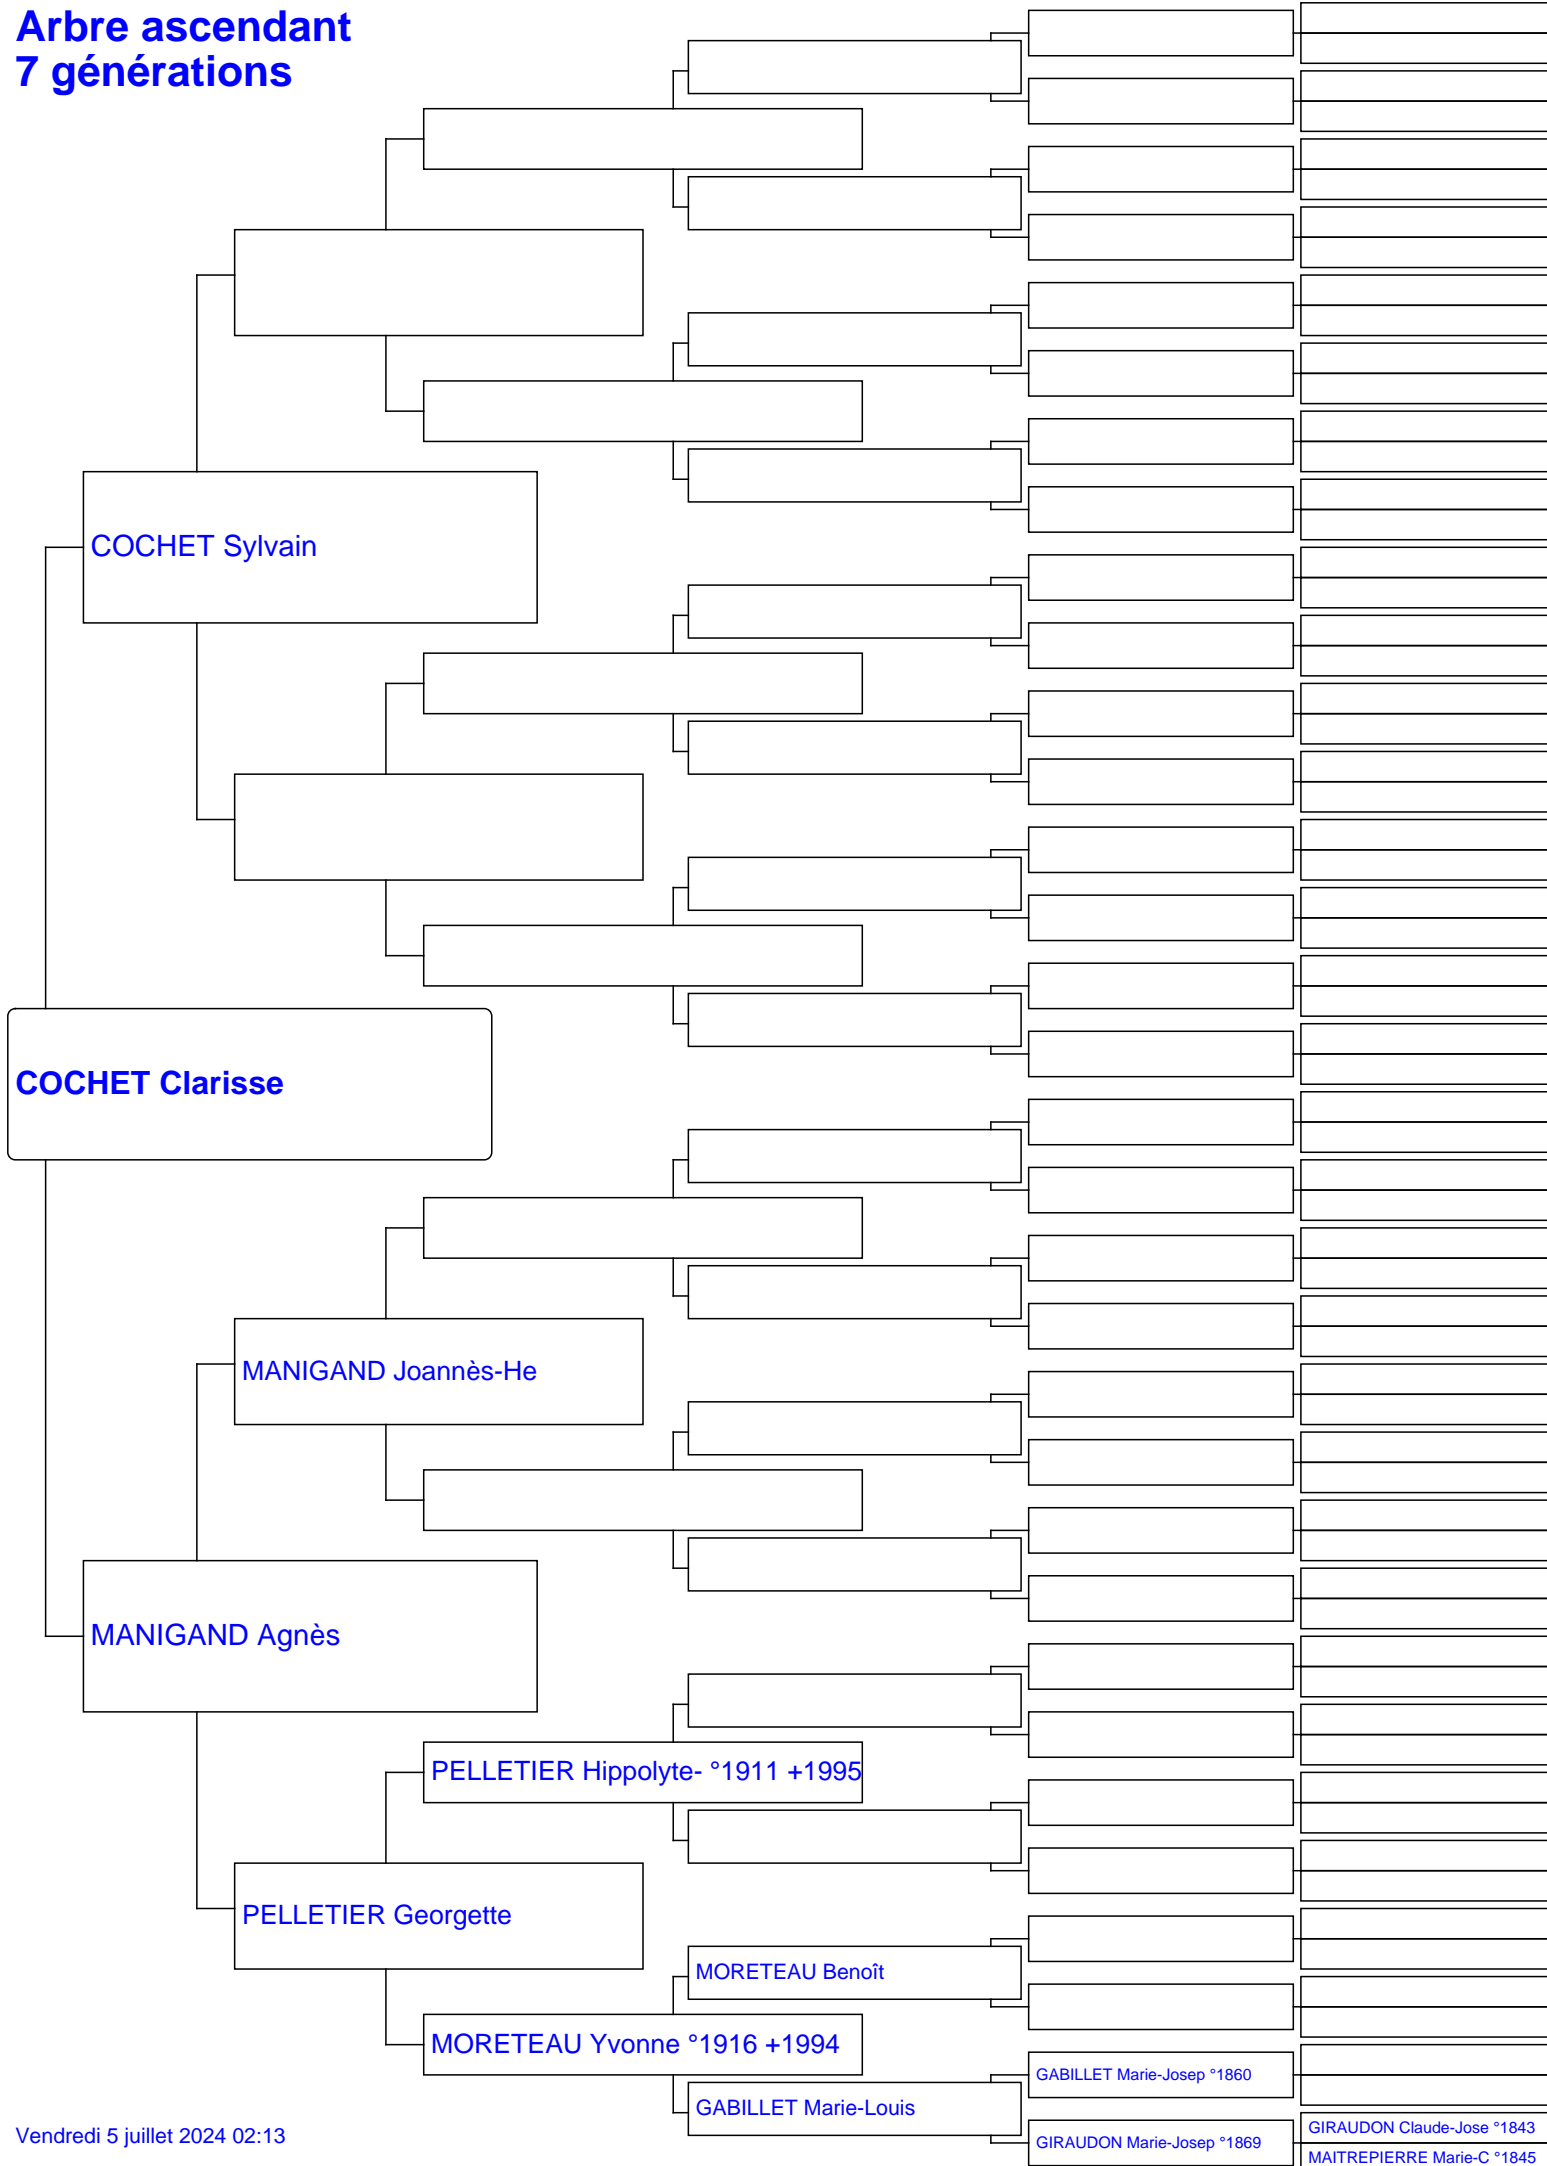 Arbre ascendant
7 générations
COCHET Sylvain
COCHET Clarisse
MANIGAND Joannès-He
MANIGAND Agnès
PELLETIER Hippolyte- °1911 +1995
PELLETIER Georgette
MORETEAU Benoît
MORETEAU Yvonne °1916 +1994
GABILLET Marie-Josep °1860
GABILLET Marie-Louis
GIRAUDON Claude-Jose °1843
GIRAUDON Marie-Josep °1869
MAITREPIERRE Marie-C °1845
Vendredi 5 juillet 2024 02:13